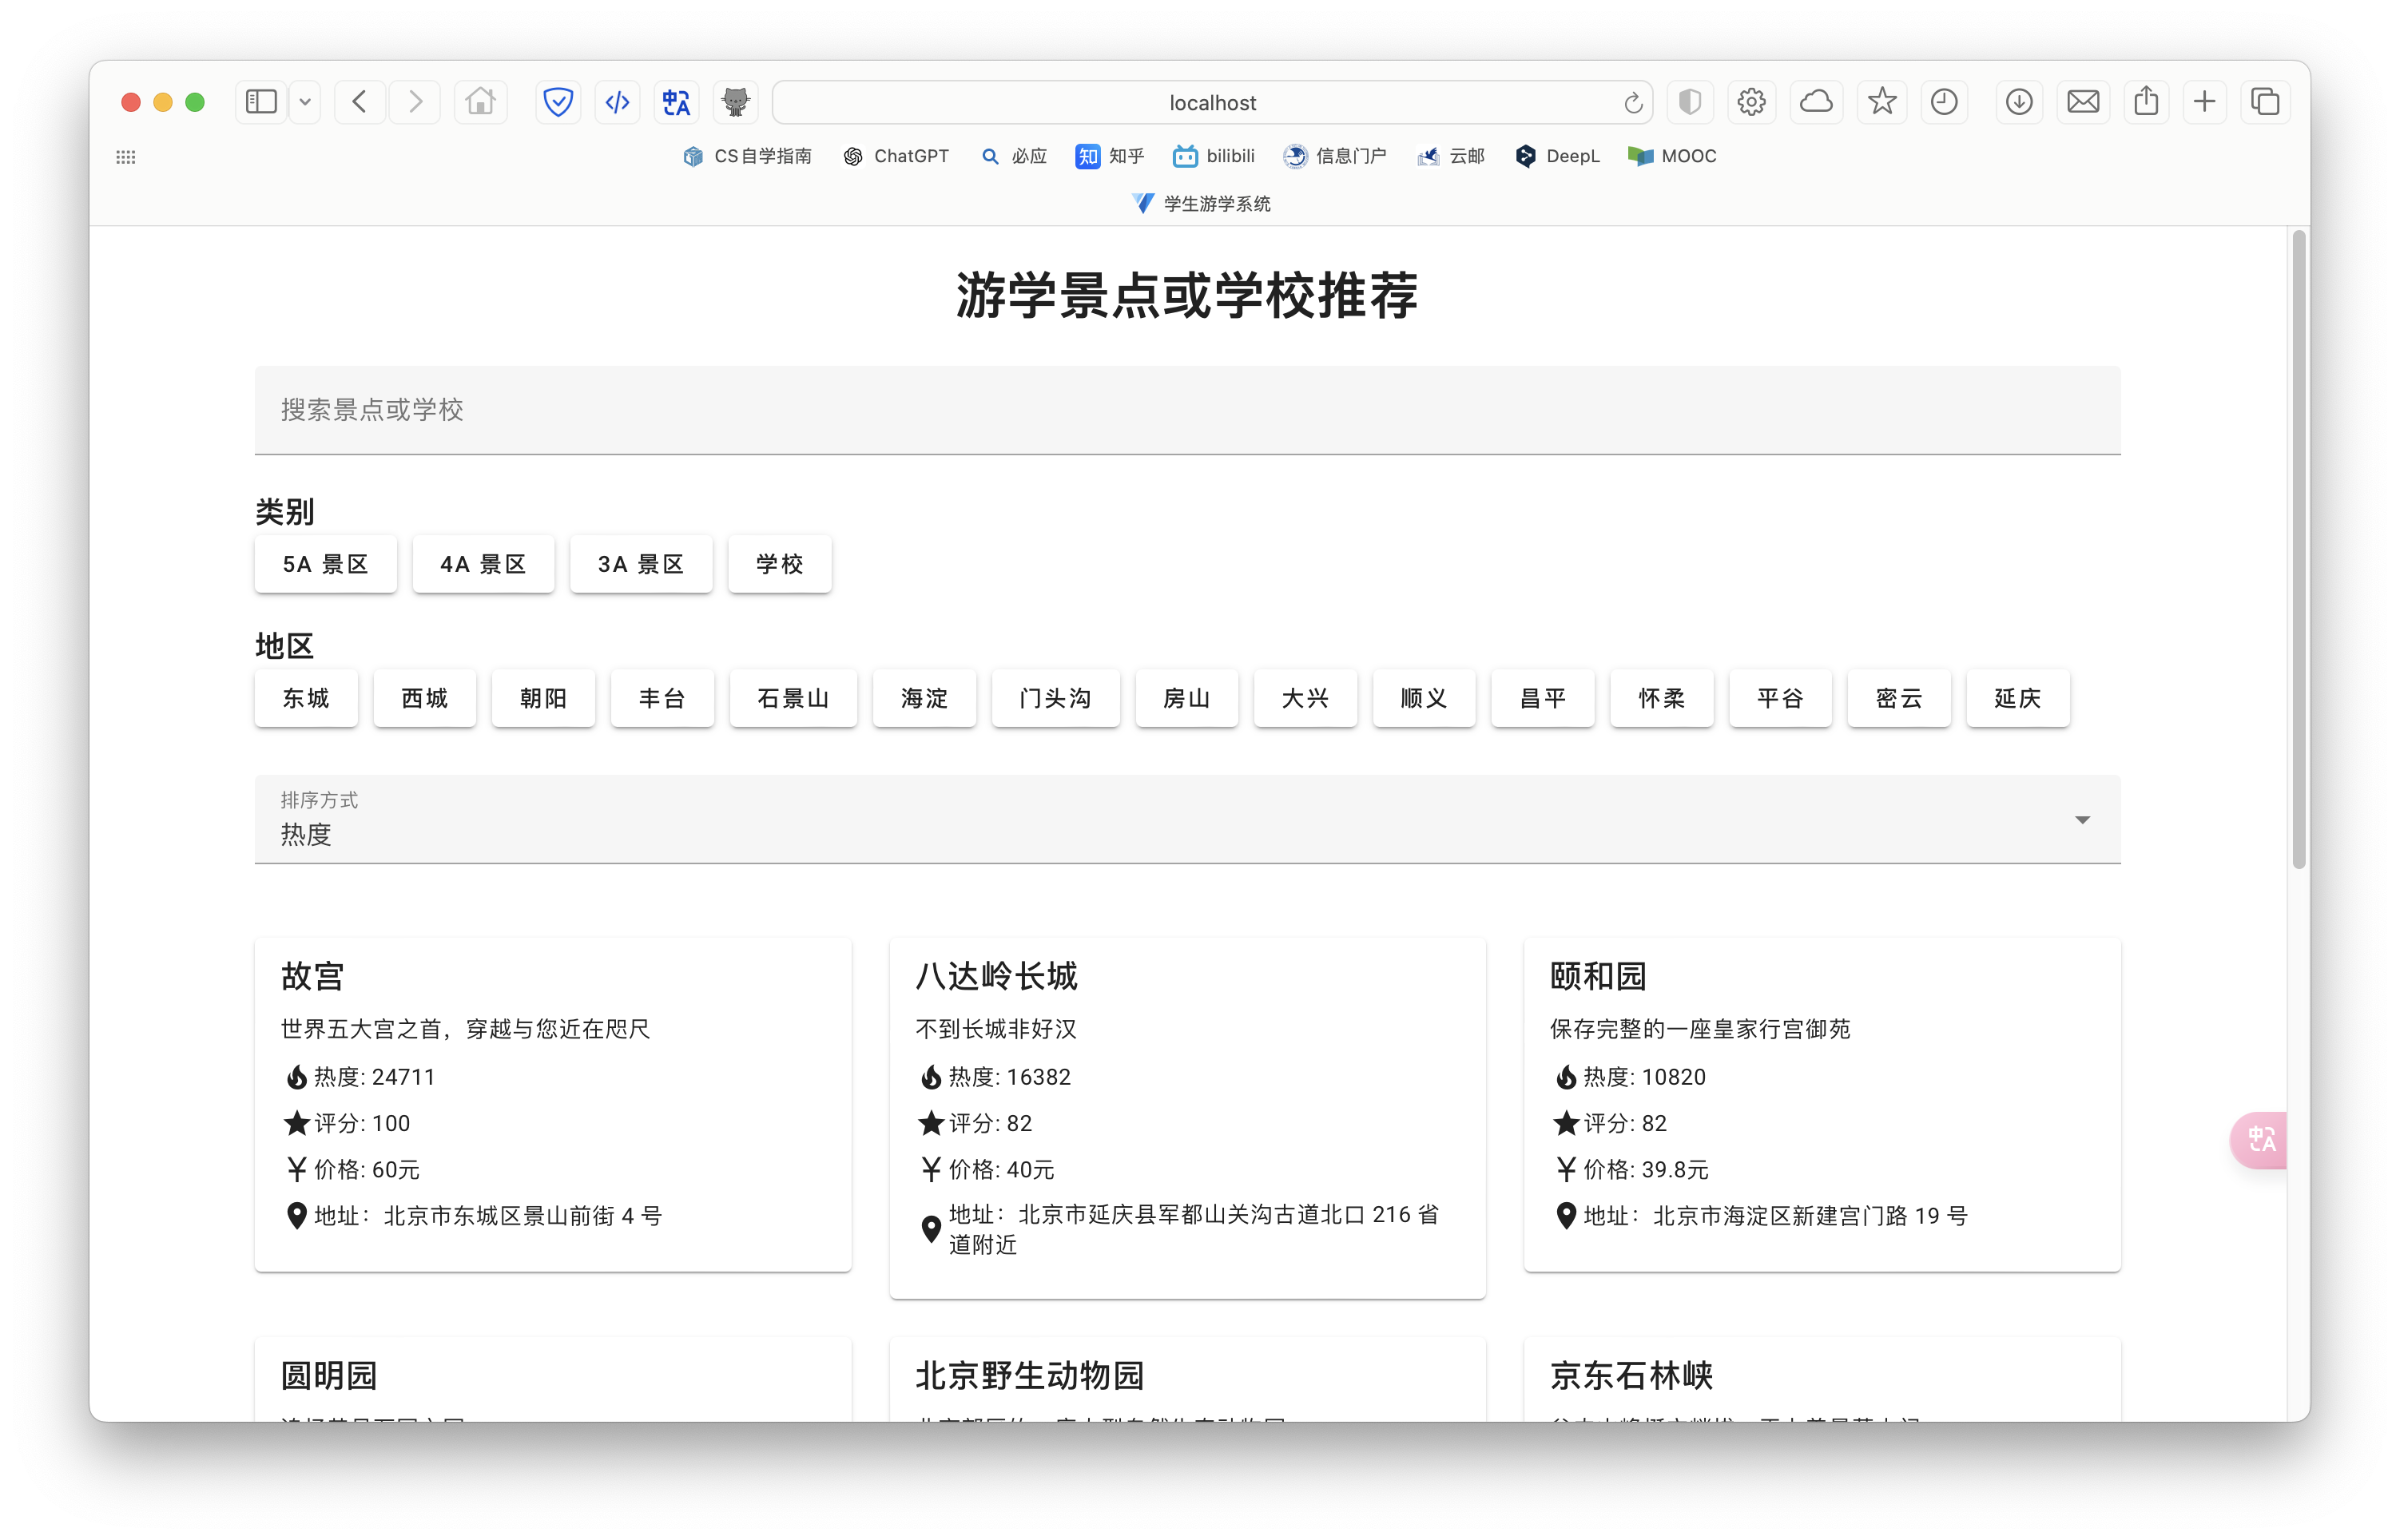 localhost
CS自学指南 ChatGPT 必应 知乎 bilibili 信息门户 云邮 DeepL MOOC
学生游学系统
游学景点或学校推荐
搜索景点或学校
类别
5A 景区 4A 景区 3A 景区 学校
地区
东城 西城 朝阳 丰台 石景山 海淀 门头沟 房山 大兴 顺义 昌平 怀柔 平谷 密云 延庆
排序方式
热度
故宫
世界五大宫之首，穿越与您近在咫尺
热度: 24711
评分: 100
价格: 60元
地址：北京市东城区景山前街 4 号
八达岭长城
不到长城非好汉
热度: 16382
评分: 82
价格: 40元
地址：北京市延庆县军都山关沟古道北口 216 省
道附近
颐和园
保存完整的一座皇家行宫御苑
热度: 10820
评分: 82
价格: 39.8元
地址：北京市海淀区新建宫门路 19 号
圆明园
北京野生动物园
京东石林峡